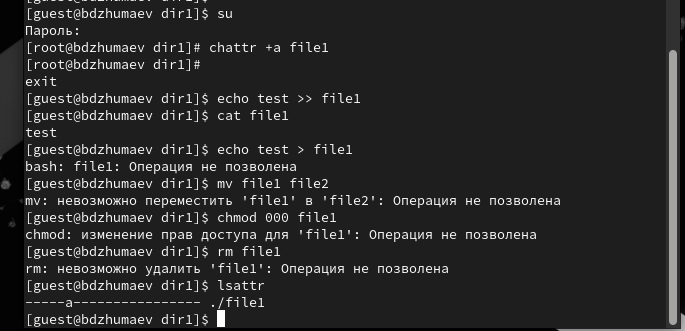 [guest@bdzhumaev dir1]$
[guest@bdzhumaev dir1]$ su
Пароль:
[root@bdzhumaev dir1]# chattr +a file1
[root@bdzhumaev dir1]#
exit
[guest@bdzhumaev dir1]$ echo test >> file1
[guest@bdzhumaev dir1]$ cat file1
test
[guest@bdzhumaev dir1]$ echo test > file1
bash: file1: Операция не позволена
[guest@bdzhumaev dir1]$ mv file1 file2
mv: невозможно переместить 'file1' в 'file2': Операция не позволена
[guest@bdzhumaev dir1]$ chmod 000 file1
chmod: изменение прав доступа для 'file1': Операция не позволена
[guest@bdzhumaev dir1]$ rm file1
rm: невозможно удалить 'file1': Операция не позволена
[guest@bdzhumaev dir1]$ lsattr
-----a---------------- ./file1
[guest@bdzhumaev dir1]$